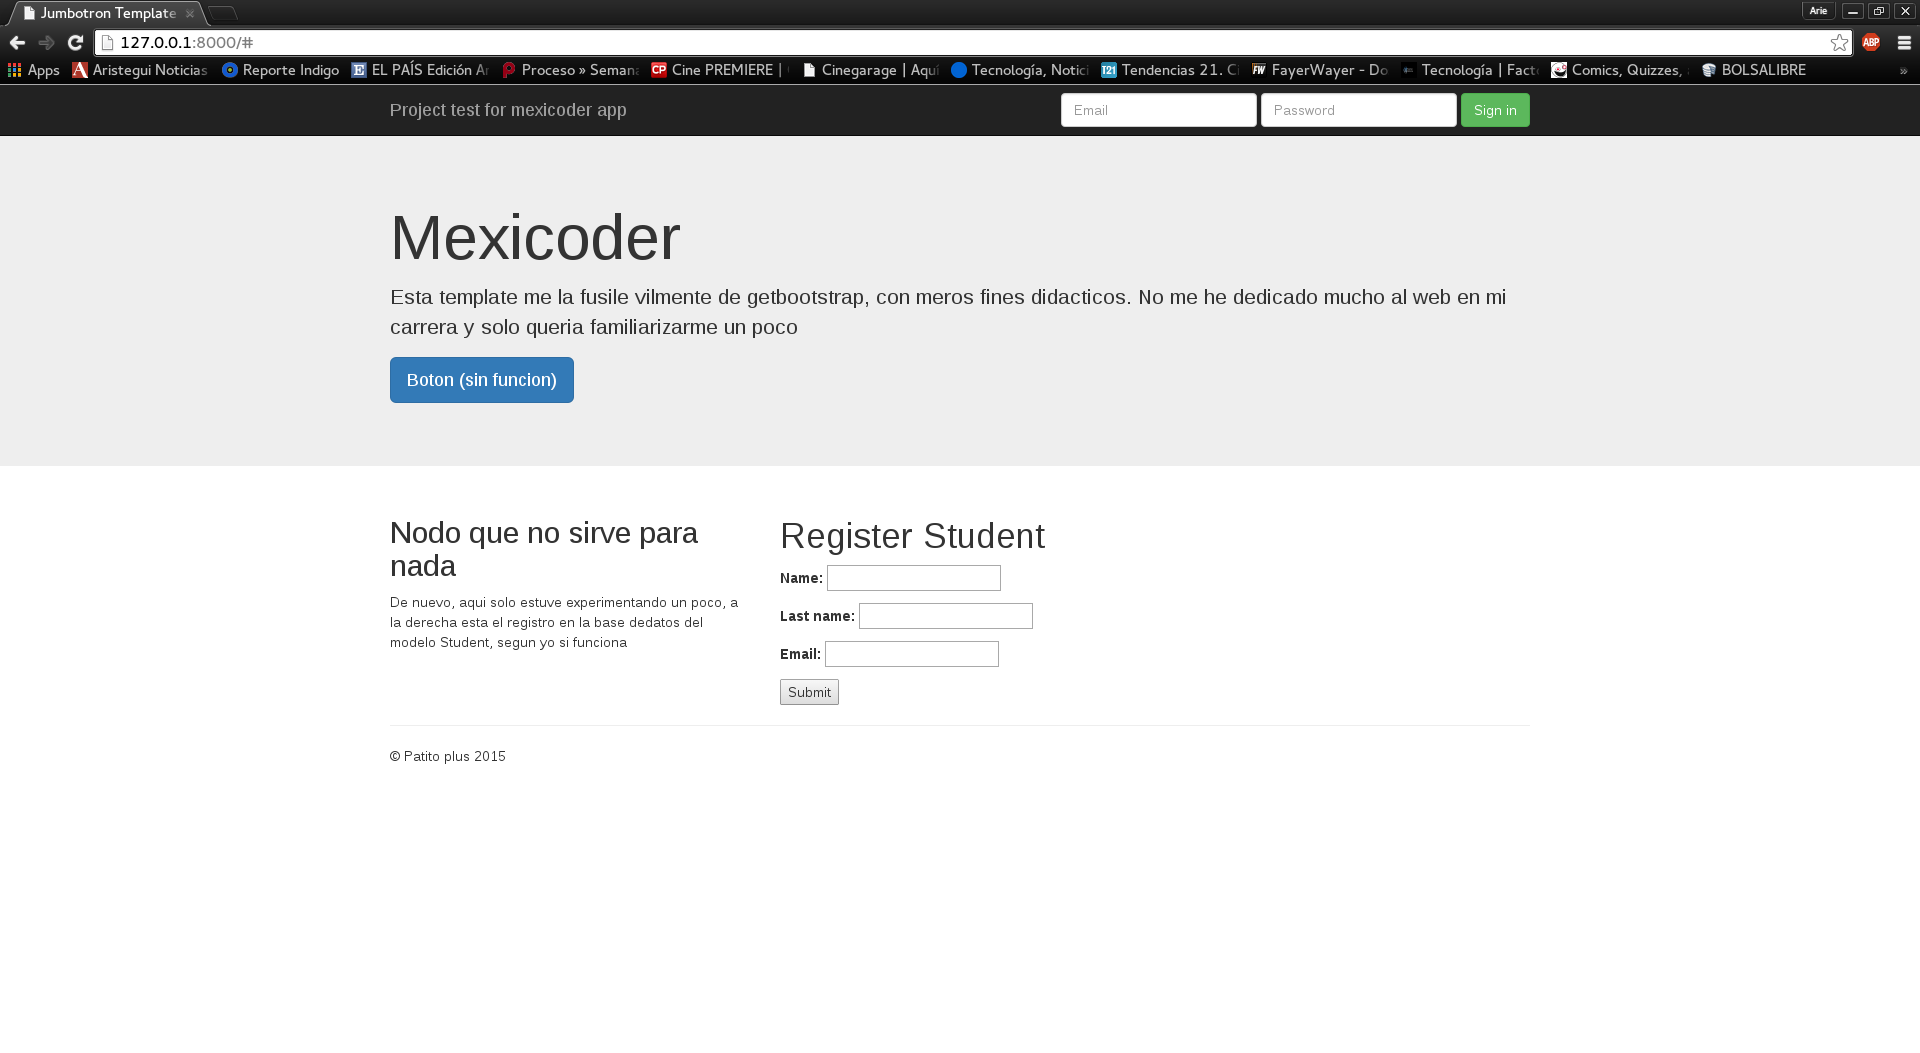 Jumbotron Template
Arie
127.0.0.1:8000/#
ABP
Apps Aristegui Noticias Reporte Indigo EL PAÍS Edición Proceso » Seman Cine PREMIERE | Cinegarage | Aquí Tecnología, Notici T21 Tendencias 21. FW FayerWayer - Do Tecnología | Fact Comics, Quizzes, BOLSALIBRE »
Project test for mexicoder app Email Password Sign in
Mexicoder
Esta template me la fusile vilmente de getbootstrap, con meros fines didacticos. No me he dedicado mucho al web en mi
carrera y solo queria familiarizarme un poco
Boton (sin funcion)
Nodo que no sirve para
nada
De nuevo, aqui solo estuve experimentando un poco, a
la derecha esta el registro en la base dedatos del
modelo Student, segun yo si funciona
Register Student
Name:
Last name:
Email:
Submit
© Patito plus 2015